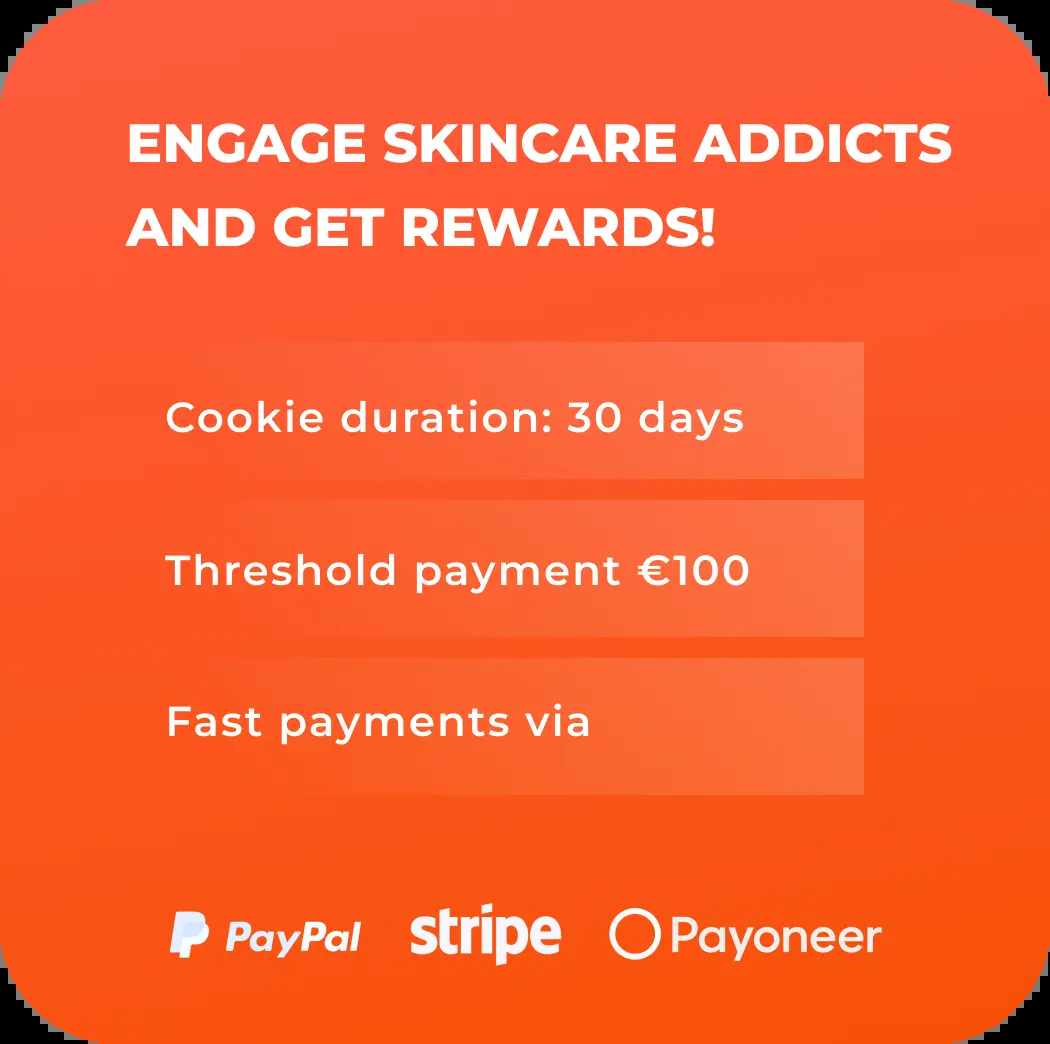 ENGAGE SKINCARE ADDICTS
AND GET REWARDS!
Cookie duration: 30 days
Threshold payment €100
Fast payments via
PayPal stripe Payoneer